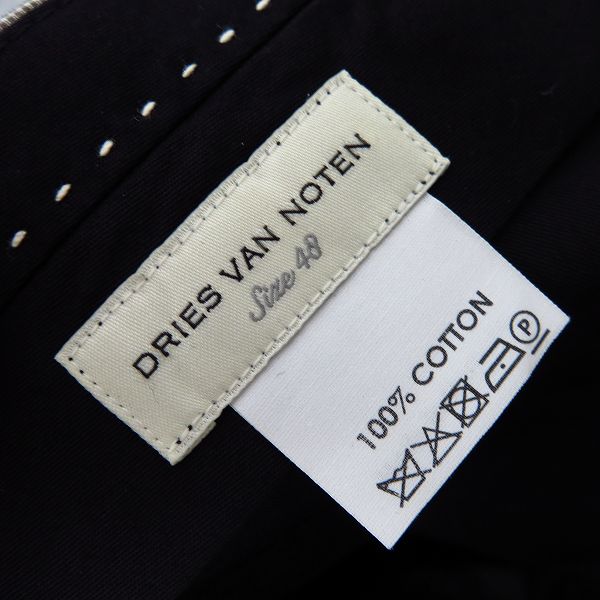 DRIES VAN NOTEN
Size 48
100% COTTON
P